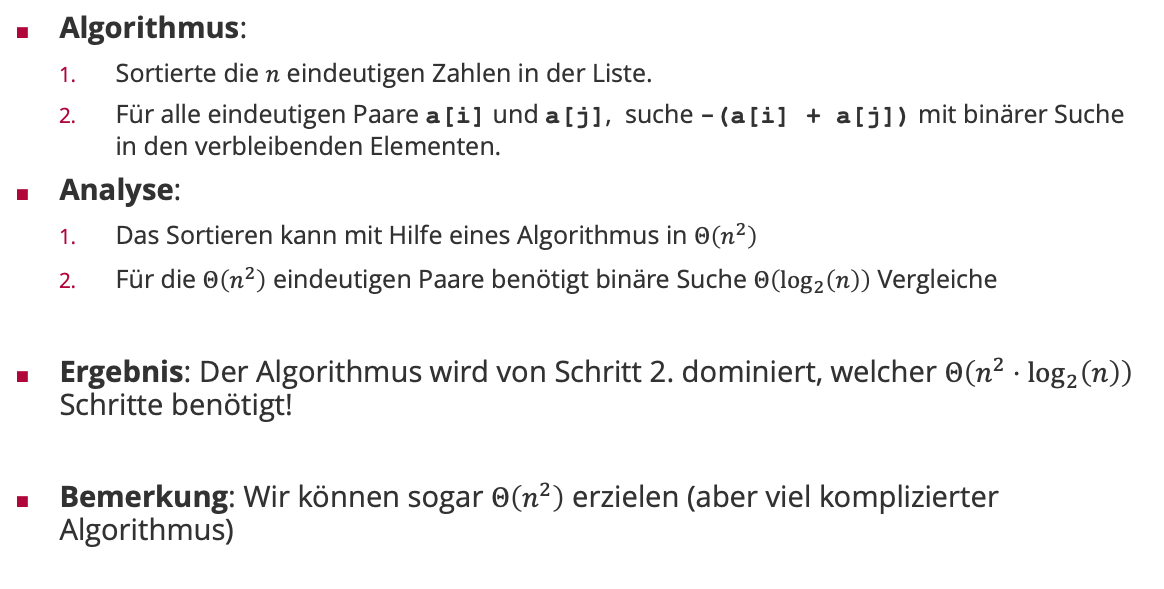 Algorithmus:
1. Sortierte die n eindeutigen Zahlen in der Liste.
2. Für alle eindeutigen Paare a[i] und a[j], suche -(a[i] + a[j]) mit binärer Suche
in den verbleibenden Elementen.
Analyse:
1. Das Sortieren kann mit Hilfe eines Algorithmus in Θ(n²)
2. Für die Θ(n²) eindeutigen Paare benötigt binäre Suche Θ(log₂(n)) Vergleiche
Ergebnis: Der Algorithmus wird von Schritt 2. dominiert, welcher Θ(n² · log₂(n))
Schritte benötigt!
Bemerkung: Wir können sogar Θ(n²) erzielen (aber viel komplizierter
Algorithmus)